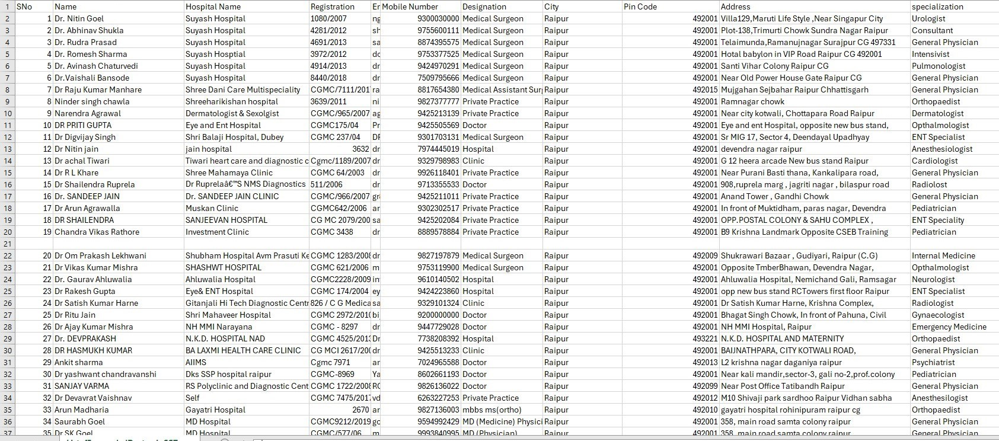 1 SNo Name Hospital Name Registration Er Mobile Number Designation City Pin Code Address specialization
2 1 Dr. Nitin Goel Suyash Hospital 1080/2007 ng 9300030000 Medical Surgeon Raipur 492001 Villa129,Maruti Life Style ,Near Singapur City Urologist
3 2 Dr. Abhinav Shukla Suyash Hospital 4281/2012 sh 9755600111 Medical Surgeon Raipur 492001 Plot-138,Trimurti Chowk Sundra Nagar Raipur Consultant
4 3 Dr. Rudra Prasad Suyash Hospital 4691/2013 sa 8874395575 Medical Surgeon Raipur 492001 Telaimunda,Ramanujnagar Surajpur CG 497331 General Physician
5 4 Dr. Romesh Sharma Suyash Hosptial 3972/2012 dc 9753377525 Medical Surgeon Raipur 492001 Hotal babylon in VIP Road Raipur CG 492001 Intensivist
6 5 Dr. Avinash Chaturvedi Suyash Hospital 4914/2013 dr 9424970291 Medical Surgeon Raipur 492001 Santi Vihar Colony Raipur CG Pulmonologist
7 6 Dr.Vaishali Bansode Suyash Hospital 8440/2018 dr 7509795666 Medical Surgeon Raipur 492001 Near Old Power House Gate Raipur CG General Physician
8 7 Dr Raju Kumar Manhare Shree Dani Care Multispeciality CGMC/7111/201 ra 8817654380 Medical Assistant Surg Raipur 492015 Mujgahan Sejbahar Raipur Chhattisgarh General Physician
9 8 Ninder singh chawla Shreeharikishan hospital 3639/2011 ni 9827377777 Private Practice Raipur 492001 Ramnagar chowk Orthopaedist
10 9 Narendra Agrawal Dermatologist & Sexolgist CGMC/965/2007 ag 9425213139 Private Practice Raipur 492001 Near city kotwali, Chottapara Road Raipur Dermatologist
11 10 DR PRITI GUPTA Eye and Ent Hospital CGMC175/04 Pr 9425505569 Doctor Raipur 492001 Eye and ent Hospital, opposite new bus stand, Opthalmologist
12 11 Dr Digvijay Singh Shri Balaji Hospital, Dubey CGMC 237/04 DR 9301703131 Medical Surgeon Raipur 492001 Sr MIG 17, Sector 4, Deendayal Upadhyay ENT Specialist
13 12 Dr Nitin jain jain hospital 3632 dr 7974445019 Hospital Raipur 492001 devendra nagar raipur Anesthesiologist
14 13 Dr achal Tiwari Tiwari heart care and diagnostic c Cgmc/1189/2007 dr 9329798983 Clinic Raipur 492001 G 12 heera arcade New bus stand Raipur Cardiologist
15 14 Dr R L Khare Shree Mahamaya Clinic CGMC 64/2003 dr 9926118401 Private Practice Raipur 492001 Near Purani Basti thana, Kankalipara road, General Physician
16 15 Dr Shailendra Ruprela Dr Ruprelaâ€™S NMS Diagnostics 511/2006 dr 9713355533 Doctor Raipur 492001 908,ruprela marg , jagriti nagar , bilaspur road Radiolost
17 16 Dr. SANDEEP JAIN Dr. SANDEEP JAIN CLINIC CGMC/966/2007 gr 9425211011 Private Practice Raipur 492001 Anand Tower , Gandhi Chowk General Physician
18 17 Dr Arun Agrawalla Muskan Clinic CGMC642/2006 ar 9302302517 Private Practice Raipur 492001 In front of Muktidham, paras nagar, Devendra Pediatrician
19 18 DR SHAILENDRA SANJEEVAN HOSPITAL CG MC 2079/200 sa 9425202084 Private Practice Raipur 492001 OPP.POSTAL COLONY & SAHU COMPLEX , ENT Speciality
20 19 Chandra Vikas Rathore Investment Clinic CGMC 3438 dr 8889578884 Private Practice Raipur 492001 B9 Krishna Landmark Opposite CSEB Training Pediatrician
21
22 20 Dr Om Prakash Lekhwani Shubham Hospital Avm Prasuti Ke CGMC 1283/2008 dr 9827197879 Medical Surgeon Raipur 492009 Shukrawari Bazaar , Gudiyari, Raipur (C.G) Internal Medicine
23 21 Dr Vikas Kumar Mishra SHASHWT HOSPITAL CGMC 621/2006 m 9753119900 Medical Surgeon Raipur 492001 Opposite TmberBhawan, Devendra Nagar, Opthalmologist
24 22 Dr. Gaurav Ahluwalia Ahluwalia Hospital CGMC2228/2009 in 9610140502 Hospital Raipur 492001 Ahluwalia Hospital, Nemichand Gali, Ramsagar Neurologist
25 23 Dr Rakesh Gupta Eye& ENT Hospital CGMC 174/2004 ey 9424223860 Hospital Raipur 492001 opp new bus stand RCTowers first floor Raipur ENT Specialist
26 24 Dr Satish Kumar Harne Gitanjali Hi Tech Diagnostic Centr 826 / C G Medica sa 9329101324 Clinic Raipur 492001 Dr Satish Kumar Harne, Krishna Complex, Radiologist
27 25 Dr Ritu Jain Shri Mahaveer Hospital CGMC 2972/2010 bi 9200000000 Doctor Raipur 492001 Bhagat Singh Chowk, In front of Pahuna, Civil Gynaecologist
28 26 Dr Ajay Kumar Mishra NH MMI Narayana CGMC - 8297 dr 9447729028 Doctor Raipur 492001 NH MMI Hospital, Raipur Emergency Medicine
29 27 Dr. DEVPRAKASH N.K.D. HOSPITAL NAD CGMC 4525/2013 Dr 7738208392 Hospital Raipur 493221 N.K.D. HOSPITAL AND MATERNITY Orthopaedist
30 28 DR HASMUKH KUMAR BA LAXMI HEALTH CARE CLINIC CG MCI 2617/200 dr 9425513233 Clinic Raipur 492001 BAIJNATHPARA, CITY KOTWALI ROAD, General Physician
31 29 Ankit sharma AIIMS Cgmc 7971 ar 7024965588 Doctor Raipur 492013 L2 krishna nagar daganiya raipur Psychiatrist
32 30 Dr yashwant chandravanshi Dks SSP hospital raipur CGMC-8969 Ya 8602661193 Doctor Raipur 492001 Near kali mandir,sector-3, gali no-2,prof.colony Pediatrician
33 31 SANJAY VARMA RS Polyclinic and Diagnostic Cent CGMC 1722/2008 RC 9826136022 Doctor Raipur 492099 Near Post Office Tatibandh Raipur General Physician
34 32 Dr Devavrat Vaishnav Self CGMC 7475/2017 vd 6263227253 Private Practice Raipur 492012 M10 Shivaji park sardhoo Raipur Vidhan sabha Anesthesilogist
35 33 Arun Madharia Gayatri Hospital 2670 ar 9827136003 mbbs ms(ortho) Raipur 492010 gayatri hospital rohinipuram raipur cg Orthopaedist
36 34 Saurabh Goel MD Hospital CGMC9212/2019 gc 9594992429 MD (Medicine) Physici Raipur 492001 358, main road samta colony raipur General Physician
37 35 Dr SK Goel MD Hospital CGMC/577/06 m 9993840995 MD (Physician) Raipur 492001 358, main road samta colony raipur General Physician